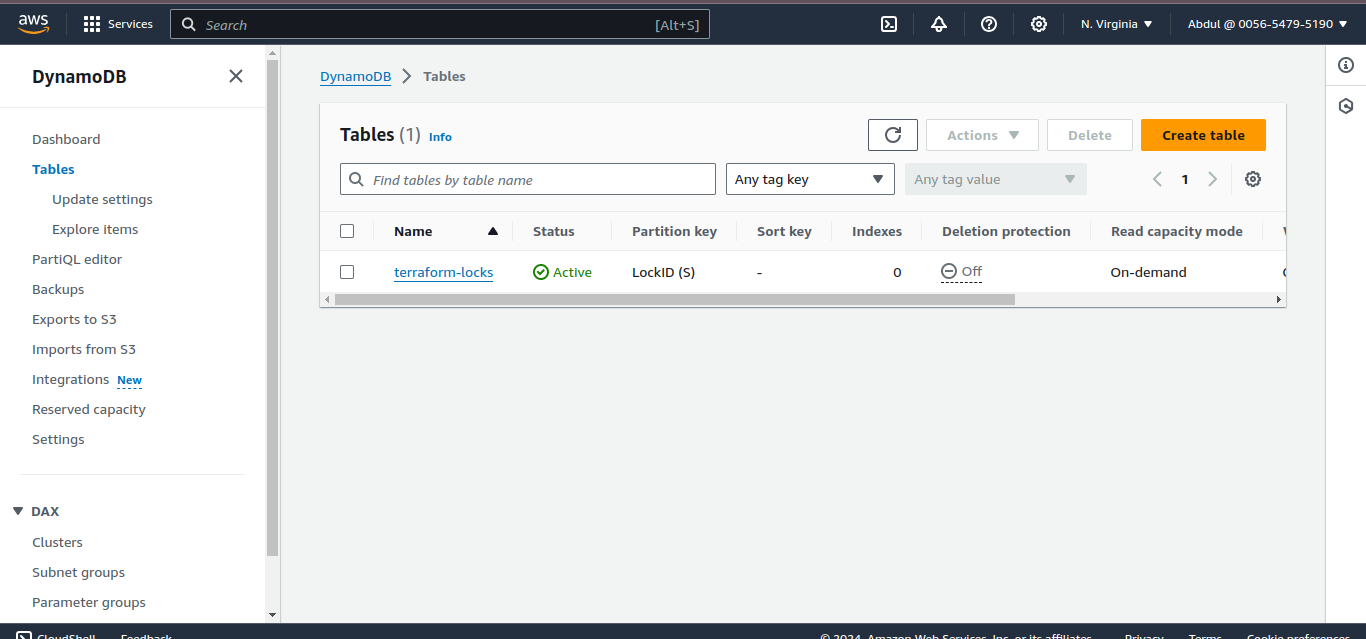 aws
Services
Search
[Alt+S]
N. Virginia
Abdul @ 0056-5479-5190
DynamoDB
Dashboard
Tables
Update settings
Explore items
PartiQL editor
Backups
Exports to S3
Imports from S3
Integrations New
Reserved capacity
Settings
DAX
Clusters
Subnet groups
Parameter groups
DynamoDB Tables
Tables (1) Info
Actions
Delete
Create table
Find tables by table name
Any tag key
Any tag value
1
Name Status Partition key Sort key Indexes Deletion protection Read capacity mode
terraform-locks Active LockID (S) - 0 Off On-demand
CloudShell Feedback © 2024, Amazon Web Services, Inc. or its affiliates. Privacy Terms Cookie preferences